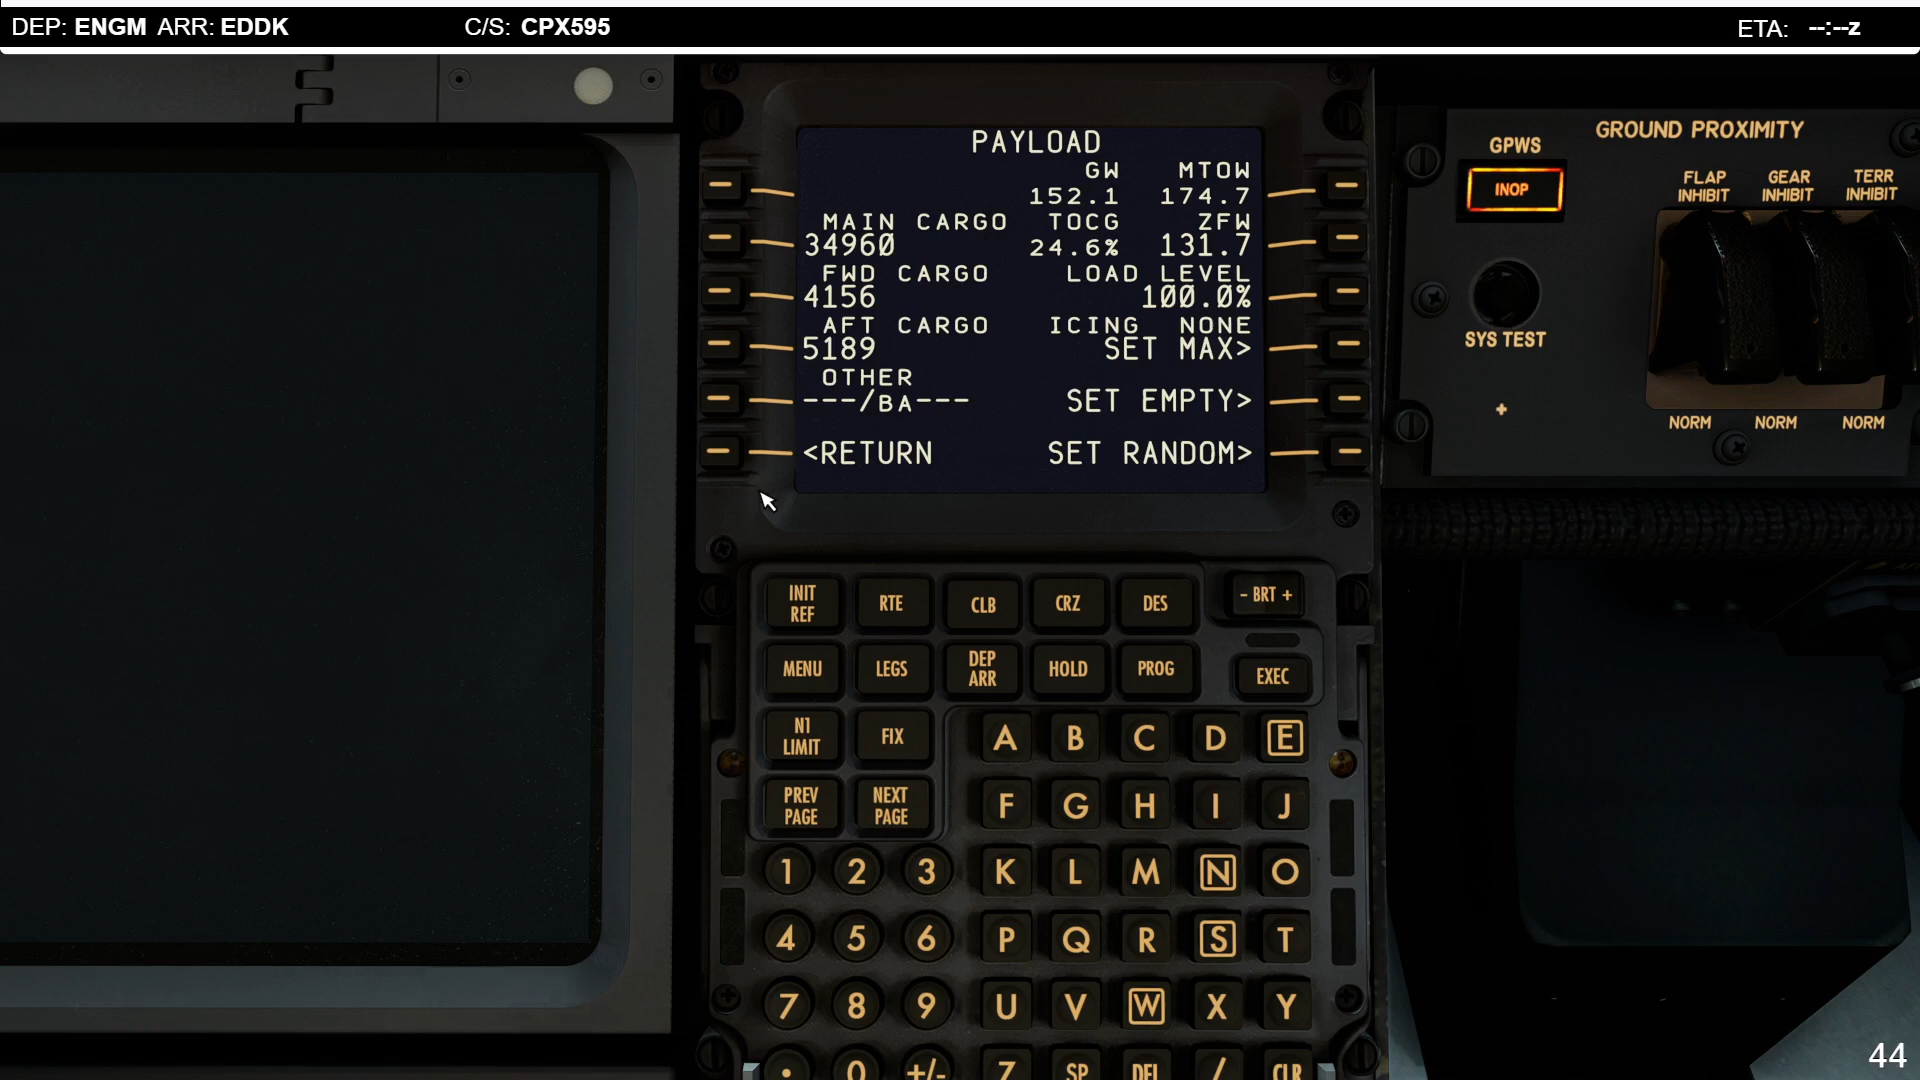 DEP: ENGM ARR: EDDK C/S: CPX595 ETA: --:--z
PAYLOAD
GW MTOW
152.1 174.7
MAIN CARGO TOCG ZFW
34960 24.6% 131.7
FWD CARGO LOAD LEVEL
4156 100.0%
AFT CARGO ICING NONE
5189 SET MAX>
OTHER
---/BA--- SET EMPTY>
<RETURN SET RANDOM>
GROUND PROXIMITY
GPWS
INOP
FLAP INHIBIT
GEAR INHIBIT
TERR INHIBIT
SYS TEST
NORM NORM NORM
INIT REF
RTE
CLB
CRZ
DES
- BRT +
MENU
LEGS
DEP ARR
HOLD
PROG
EXEC
N1 LIMIT
FIX
PREV PAGE
NEXT PAGE
A B C D E
F G H I J
1 2 3 K L M N O
4 5 6 P Q R S T
7 8 9 U V W X Y
. 0 +/- Z SP DEL / CLR
44